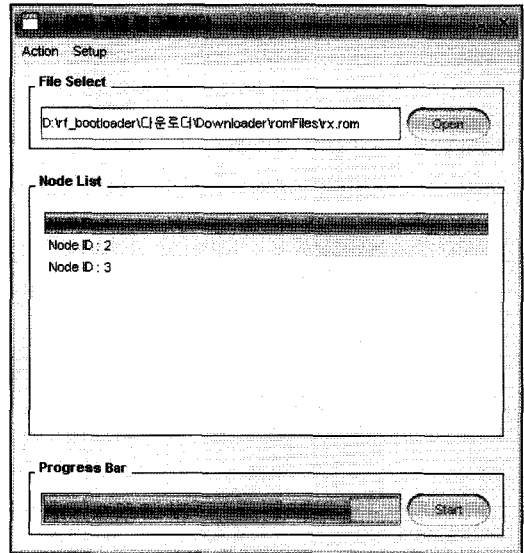 Action Setup
File Select
D:\rf_bootloader\다운로더\Downloader\romFiles\rx.rom
Open
Node List
Node ID : 2
Node ID : 3
Progress Bar
Start